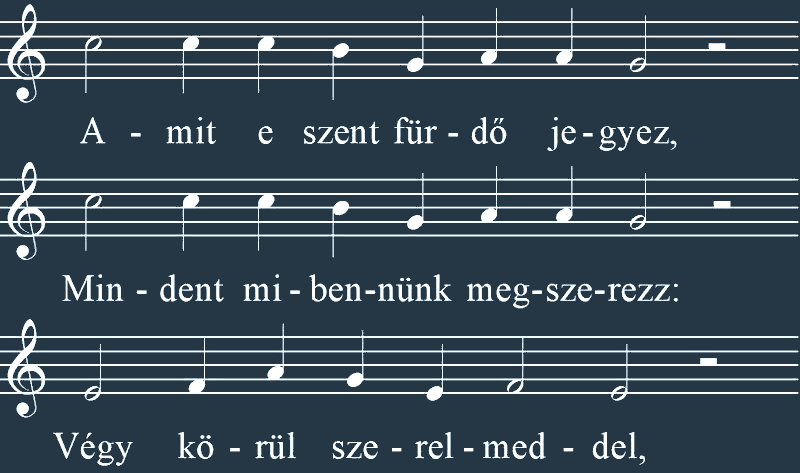 A - mit e szent für - dő je - gyez,
Min - dent mi - ben-nünk meg-sze-rezz:
Végy kö - rül sze - rel - med - del,